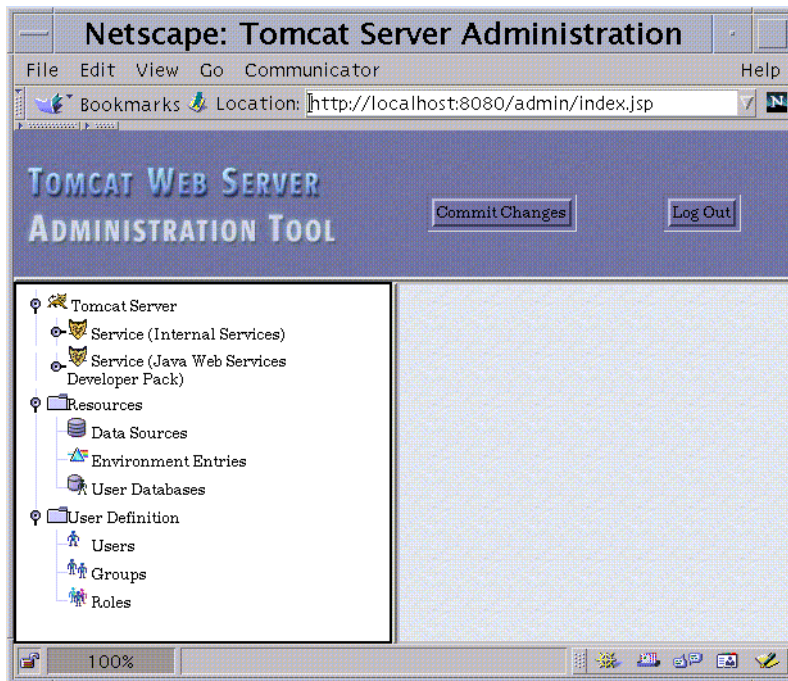 Netscape: Tomcat Server Administration
File Edit View Go Communicator Help
Bookmarks Location: http://localhost:8080/admin/index.jsp
N
TOMCAT WEB SERVER
ADMINISTRATION TOOL
Commit Changes
Log Out
Tomcat Server
Service (Internal Services)
Service (Java Web Services
Developer Pack)
Resources
Data Sources
Environment Entries
User Databases
User Definition
Users
Groups
Roles
100%